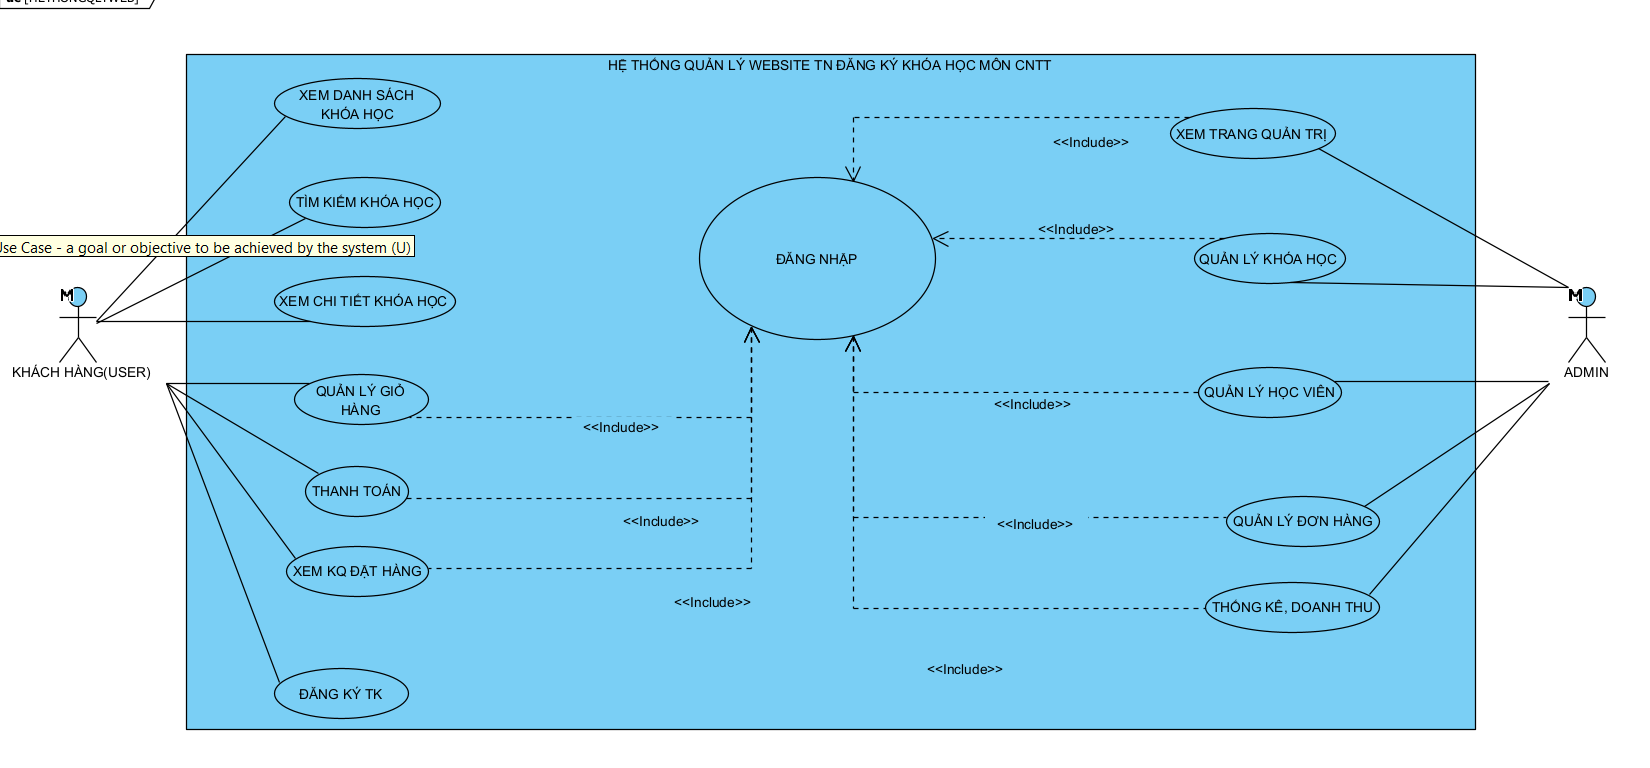 HỆ THỐNG QUẢN LÝ WEBSITE TN ĐĂNG KÝ KHÓA HỌC MÔN CNTT
XEM DANH SÁCH
KHÓA HỌC
XEM TRANG QUẢN TRỊ
<<Include>>
TÌM KIẾM KHÓA HỌC
<<Include>>
Use Case - a goal or objective to be achieved by the system (U)
ĐĂNG NHẬP
QUẢN LÝ KHÓA HỌC
XEM CHI TIẾT KHÓA HỌC
KHÁCH HÀNG(USER)
ADMIN
QUẢN LÝ GIỎ
HÀNG
QUẢN LÝ HỌC VIÊN
<<Include>>
<<Include>>
THANH TOÁN
<<Include>>
<<Include>>
QUẢN LÝ ĐƠN HÀNG
XEM KQ ĐẶT HÀNG
<<Include>>
THỐNG KÊ, DOANH THU
<<Include>>
ĐĂNG KÝ TK